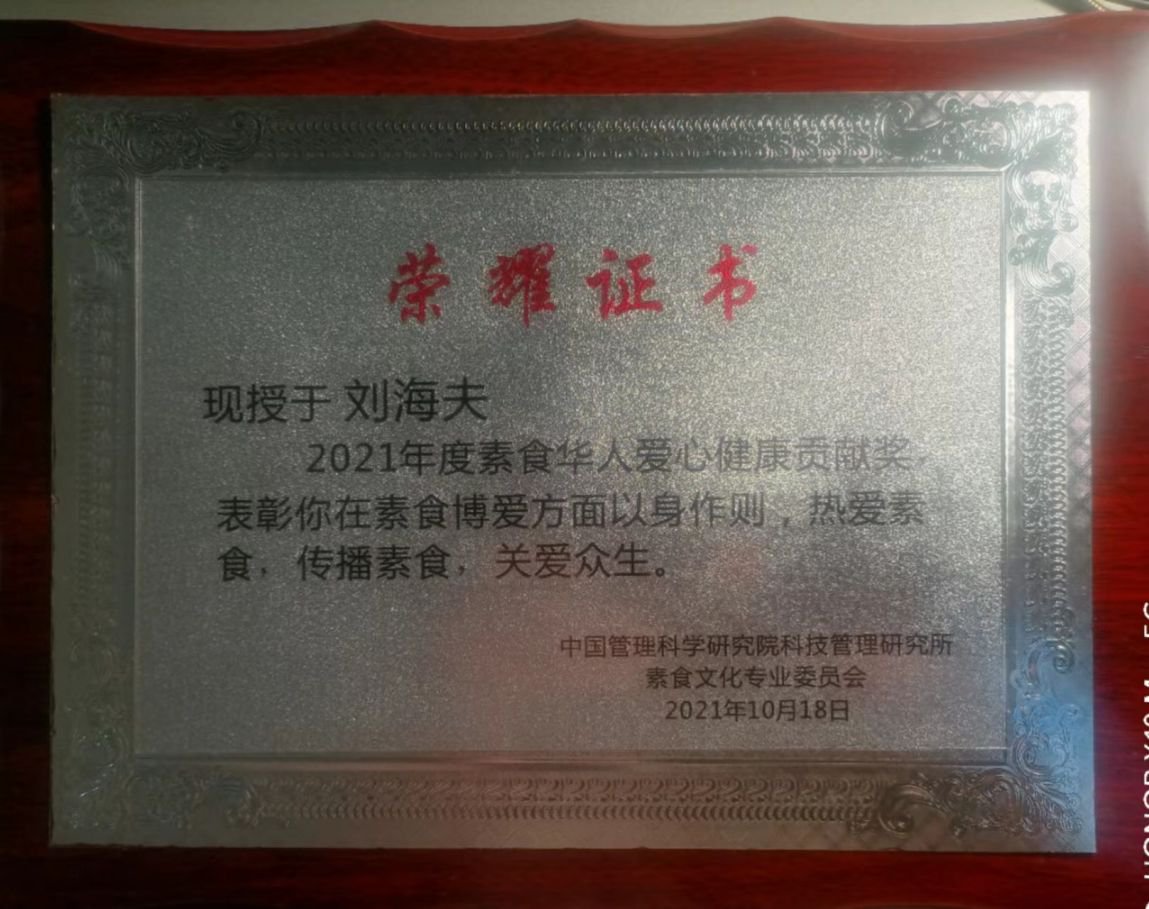 荣耀证书
现授于 刘海夫
2021年度素食华人爱心健康贡献奖，
表彰你在素食博爱方面以身作则，热爱素
食，传播素食，关爱众生。
中国管理科学研究院科技管理研究所
素食文化专业委员会
2021年10月18日